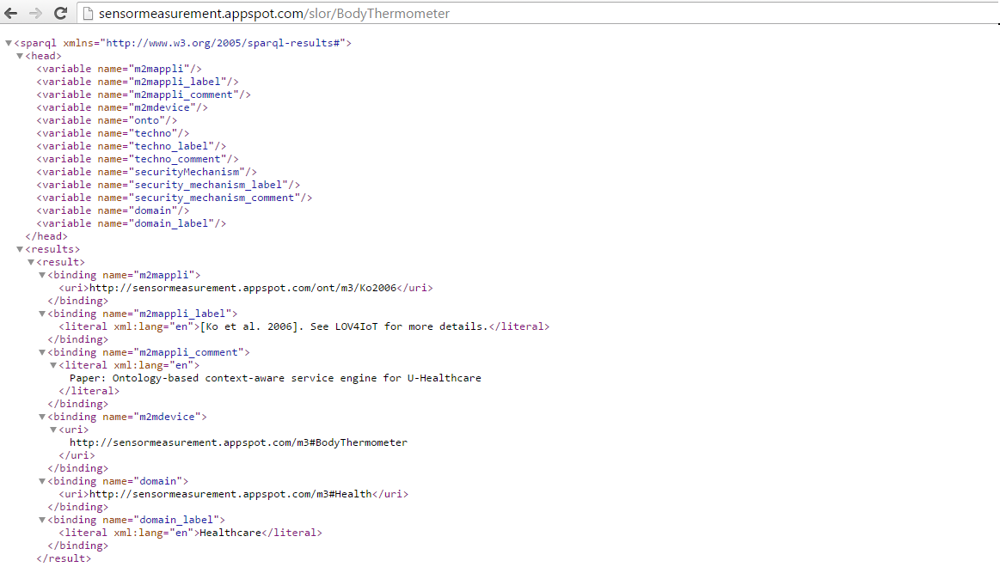 sensormeasurement.appspot.com/slor/BodyThermometer
<sparql xmlns="http://www.w3.org/2005/sparql-results#">
<head>
<variable name="m2mappli"/>
<variable name="m2mappli_label"/>
<variable name="m2mappli_comment"/>
<variable name="m2mdevice"/>
<variable name="onto"/>
<variable name="techno"/>
<variable name="techno_label"/>
<variable name="techno_comment"/>
<variable name="securityMechanism"/>
<variable name="security_mechanism_label"/>
<variable name="security_mechanism_comment"/>
<variable name="domain"/>
<variable name="domain_label"/>
</head>
<results>
<result>
<binding name="m2mappli">
<uri>http://sensormeasurement.appspot.com/ont/m3/Ko2006</uri>
</binding>
<binding name="m2mappli_label">
<literal xml:lang="en">[Ko et al. 2006]. See LOV4IoT for more details.</literal>
</binding>
<binding name="m2mappli_comment">
<literal xml:lang="en">
Paper: Ontology-based context-aware service engine for U-Healthcare
</literal>
</binding>
<binding name="m2mdevice">
<uri>
http://sensormeasurement.appspot.com/m3#BodyThermometer
</uri>
</binding>
<binding name="domain">
<uri>http://sensormeasurement.appspot.com/m3#Health</uri>
</binding>
<binding name="domain_label">
<literal xml:lang="en">Healthcare</literal>
</binding>
</result>